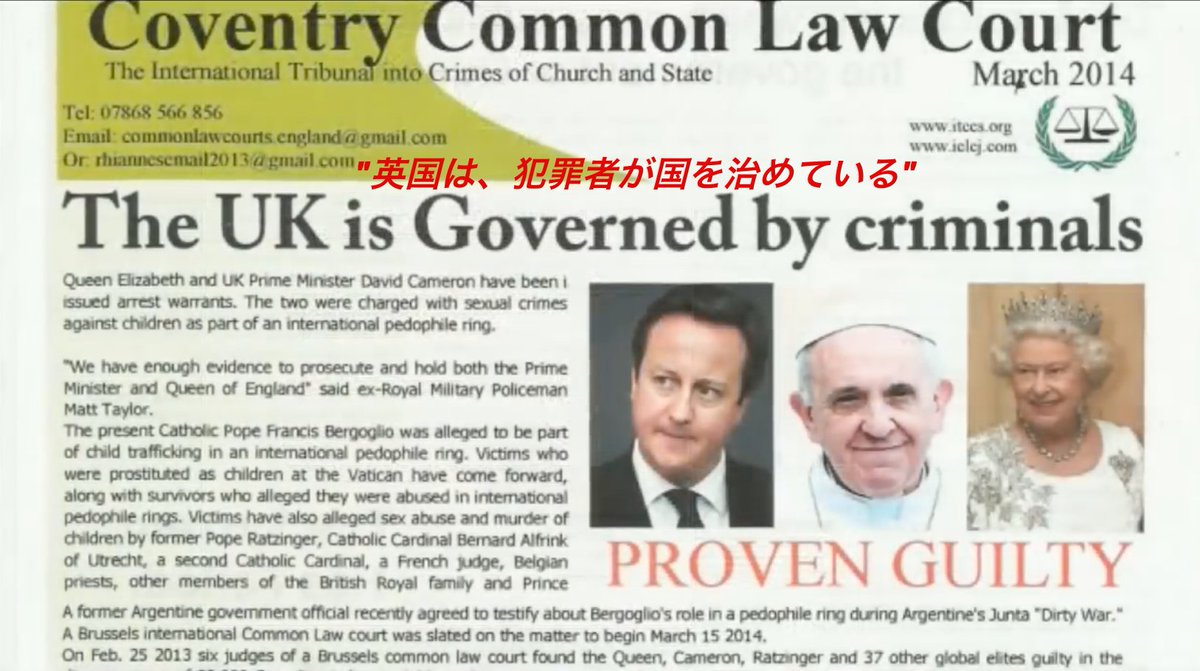 Coventry Common Law Court
The International Tribunal into Crimes of Church and State
March 2014
Tel: 07868 566 856
Email: commonlawcourts.england@gmail.com
Or: rhiannesemail2013@gmail.com
www.itccs.org
www.iclcj.com
"英国は、犯罪者が国を治めている"
The UK is Governed by criminals
Queen Elizabeth and UK Prime Minister David Cameron have been i
issued arrest warrants. The two were charged with sexual crimes
against children as part of an international pedophile ring.
"We have enough evidence to prosecute and hold both the Prime
Minister and Queen of England" said ex-Royal Military Policeman
Matt Taylor.
The present Catholic Pope Francis Bergoglio was alleged to be part
of child trafficking in an international pedophile ring. Victims who
were prostituted as children at the Vatican have come forward,
along with survivors who alleged they were abused in international
pedophile rings. Victims have also alleged sex abuse and murder of
children by former Pope Ratzinger, Catholic Cardinal Bernard Alfrink
of Utrecht, a second Catholic Cardinal, a French judge, Belgian
priests, other members of the British Royal family and Prince
PROVEN GUILTY
A former Argentine government official recently agreed to testify about Bergoglio's role in a pedophile ring during Argentine's Junta "Dirty War."
A Brussels international Common Law court was slated on the matter to begin March 15 2014.
On Feb. 25 2013 six judges of a Brussels common law court found the Queen, Cameron, Ratzinger and 37 other global elites guilty in the